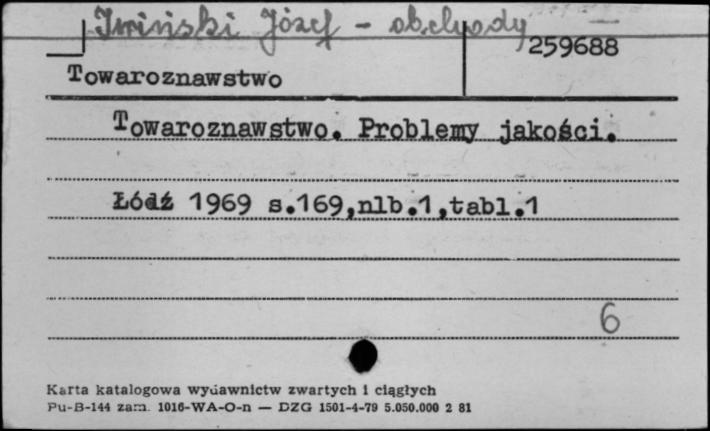 Iwiński Józef - obchody
259688
Towaroznawstwo
Towaroznawstwo. Problemy jakości.
Łódź 1969 s.169,nlb.1,tabl.1
6
Karta katalogowa wydawnictw zwartych i ciągłych
Pu-B-144 zam. 1016-WA-O-n — DZG 1501-4-79 5.050.000 2 81